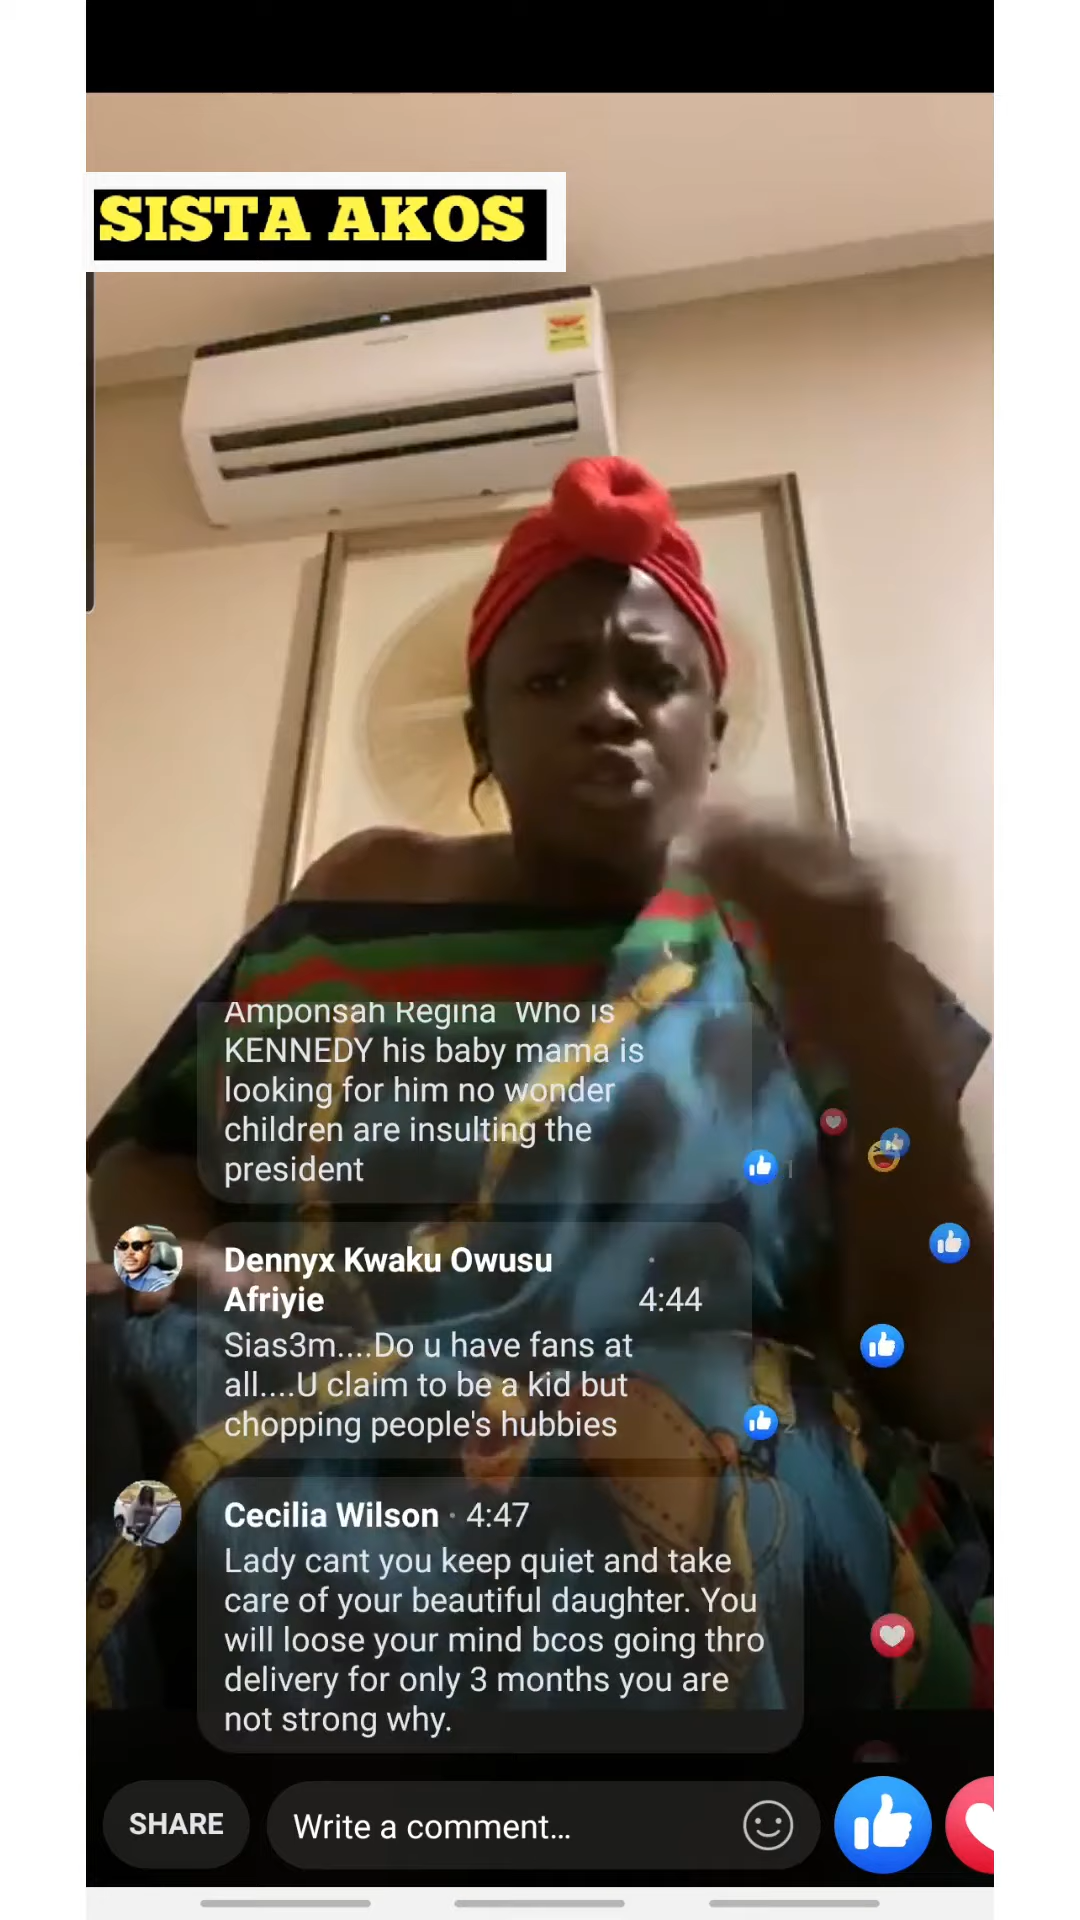 SISTA AKOS
Amponsah Regina Who is
KENNEDY his baby mama is
looking for him no wonder
children are insulting the
president
1
Dennyx Kwaku Owusu
Afriyie · 4:44
Sias3m....Do u have fans at
all....U claim to be a kid but
chopping people's hubbies
2
Cecilia Wilson · 4:47
Lady cant you keep quiet and take
care of your beautiful daughter. You
will loose your mind bcos going thro
delivery for only 3 months you are
not strong why.
SHARE
Write a comment...